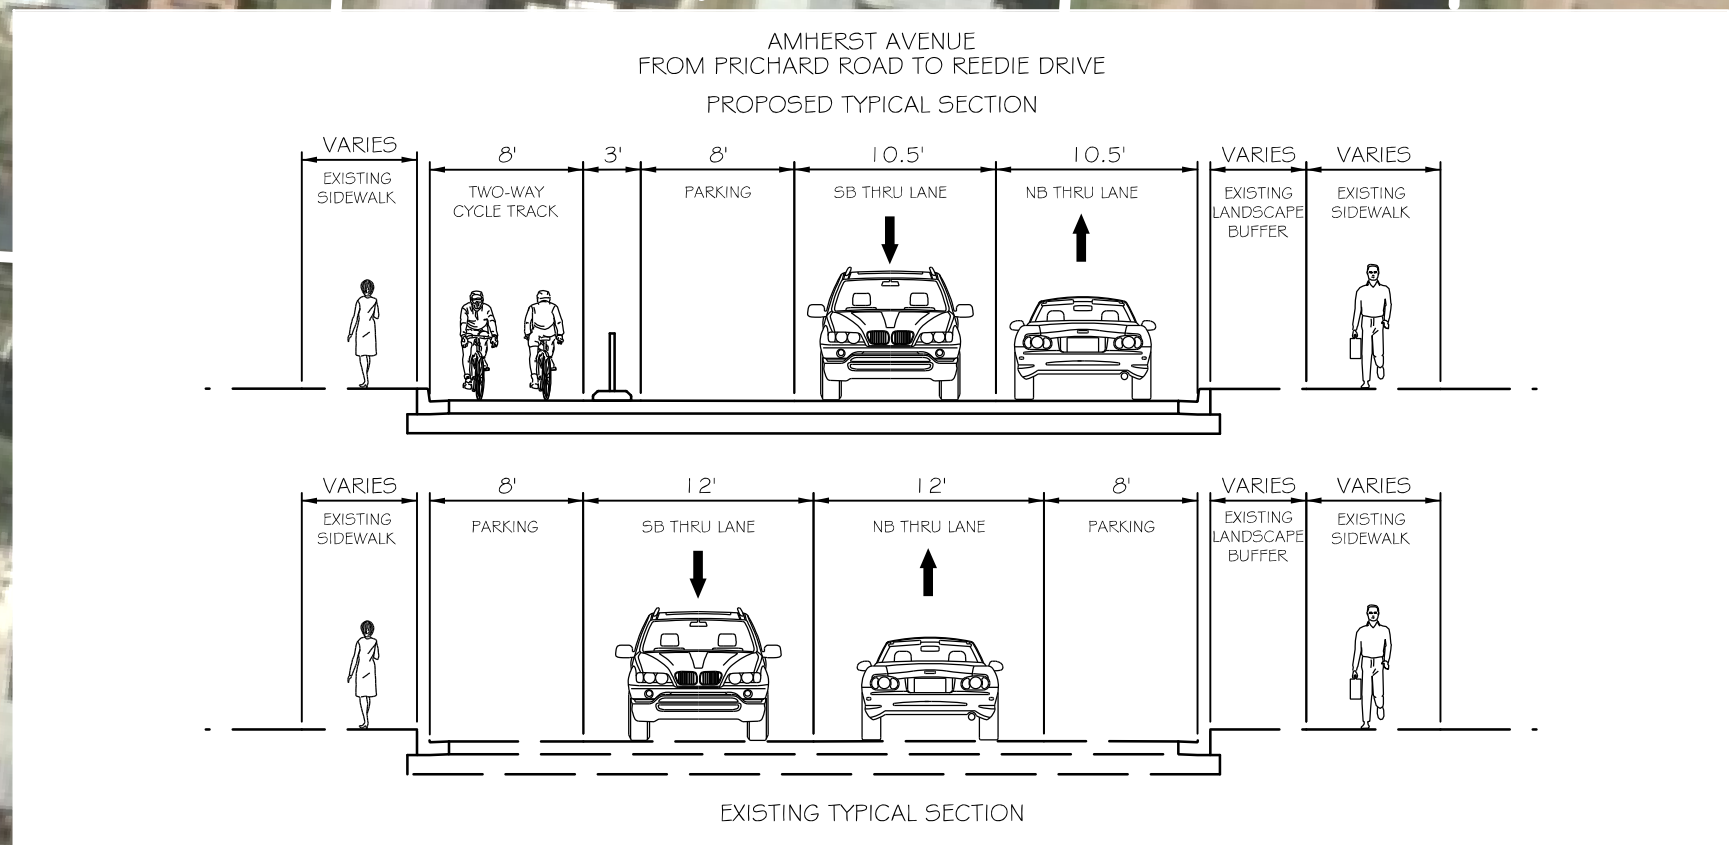 AMHERST AVENUE
FROM PRICHARD ROAD TO REEDIE DRIVE
PROPOSED TYPICAL SECTION
VARIES 8' 3' 8' 10.5' 10.5' VARIES VARIES
EXISTING
SIDEWALK
TWO-WAY
CYCLE TRACK
PARKING
SB THRU LANE
NB THRU LANE
EXISTING
LANDSCAPE
BUFFER
EXISTING
SIDEWALK
VARIES 8' 12' 12' 8' VARIES VARIES
EXISTING
SIDEWALK
PARKING
SB THRU LANE
NB THRU LANE
PARKING
EXISTING
LANDSCAPE
BUFFER
EXISTING
SIDEWALK
EXISTING TYPICAL SECTION